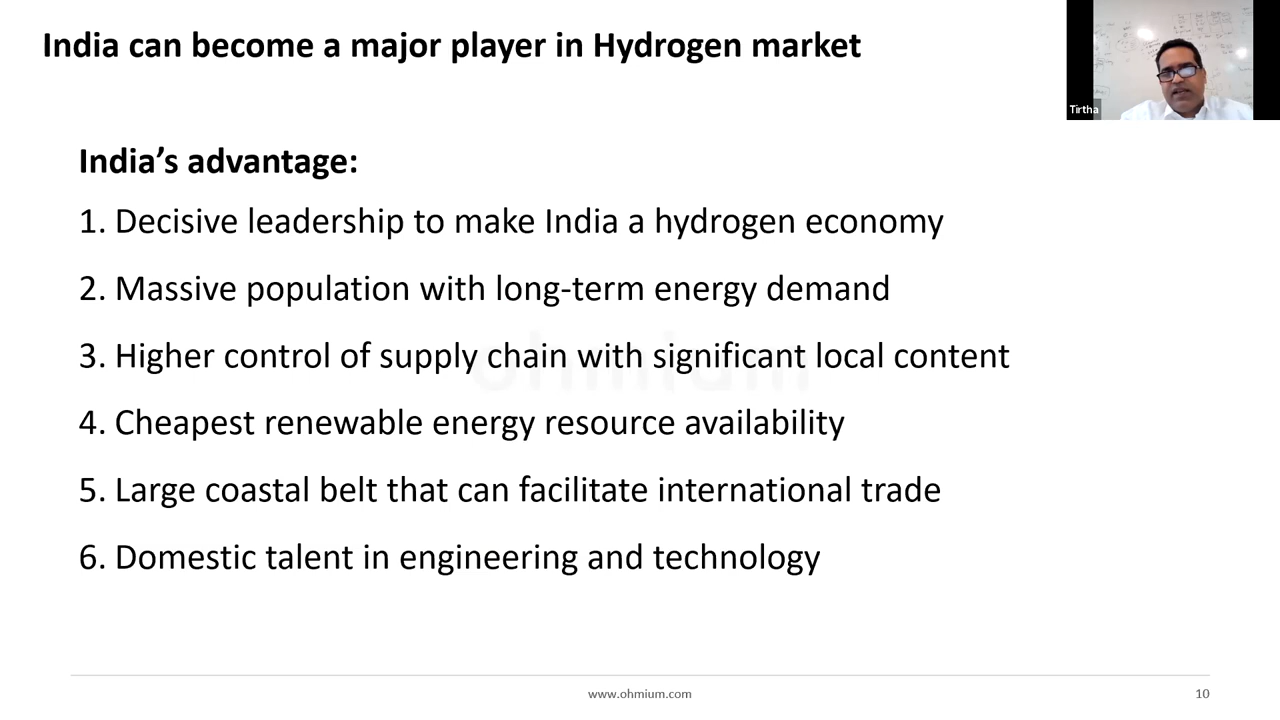 India can become a major player in Hydrogen market
Tirtha
India’s advantage:
1. Decisive leadership to make India a hydrogen economy
2. Massive population with long-term energy demand
3. Higher control of supply chain with significant local content
ohmium
4. Cheapest renewable energy resource availability
5. Large coastal belt that can facilitate international trade
6. Domestic talent in engineering and technology
www.ohmium.com
10